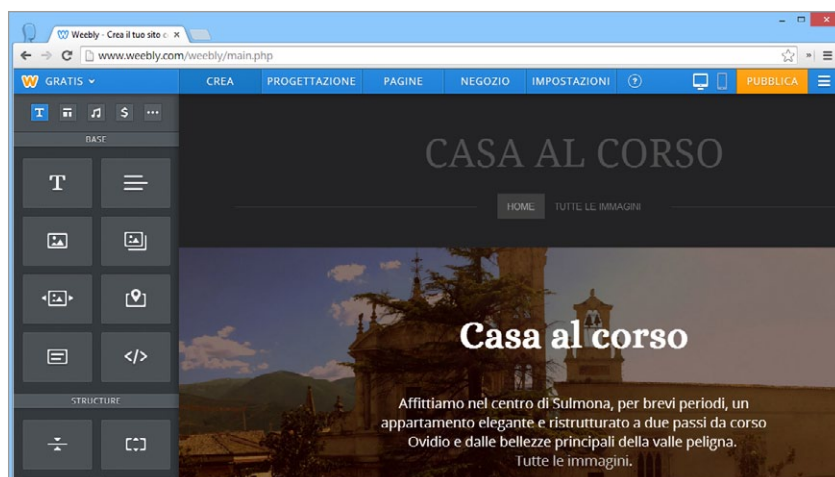 Weebly - Crea il tuo sito c
www.weebly.com/weebly/main.php
GRATIS
CREA PROGETTAZIONE PAGINE NEGOZIO IMPOSTAZIONI ? PUBBLICA
T $
BASE
CASA AL CORSO
T
HOME TUTTE LE IMMAGINI
</>
Casa al corso
STRUCTURE
Affittiamo nel centro di Sulmona, per brevi periodi, un
appartamento elegante e ristrutturato a due passi da corso
Ovidio e dalle bellezze principali della valle peligna.
Tutte le immagini.